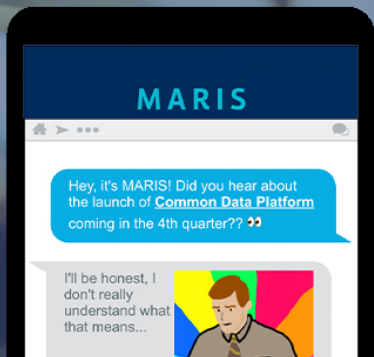 MARIS
Hey, it's MARIS! Did you hear about
the launch of Common Data Platform
coming in the 4th quarter?? 👀
I'll be honest, I
don't really
understand what
that means...